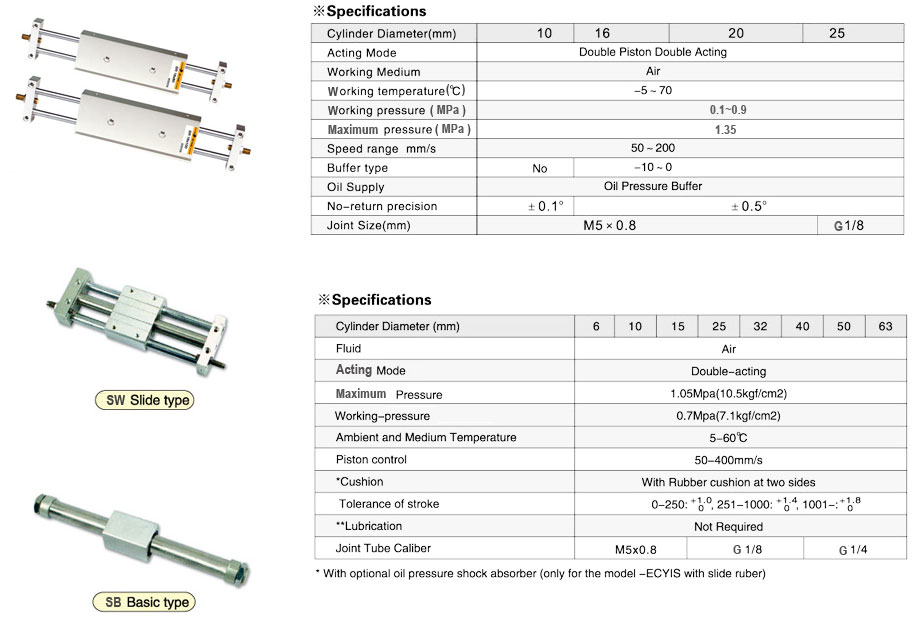 ※Specifications
Cylinder Diameter(mm) 10 16 20 25
Acting Mode Double Piston Double Acting
Working Medium Air
Working temperature(℃) −5 ~ 70
Working pressure ( MPa ) 0.1~0.9
Maximum pressure ( MPa ) 1.35
Speed range mm/s 50 ~ 200
Buffer type No −10 ~ 0
Oil Supply Oil Pressure Buffer
No−return precision ± 0.1° ± 0.5°
Joint Size(mm) M5 × 0.8 G1/8
※Specifications
Cylinder Diameter (mm) 6 10 15 25 32 40 50 63
Fluid Air
Acting Mode Double−acting
Maximum Pressure 1.05Mpa(10.5kgf/cm2)
Working−pressure 0.7Mpa(7.1kgf/cm2)
Ambient and Medium Temperature 5−60℃
Piston control 50−400mm/s
*Cushion With Rubber cushion at two sides
Tolerance of stroke 0−250: +1.0 0, 251−1000: +1.4 0, 1001−: +1.8 0
**Lubrication Not Required
Joint Tube Caliber M5x0.8 G 1/8 G 1/4
* With optional oil pressure shock absorber (only for the model −ECYIS with slide ruber)
SW Slide type
SB Basic type